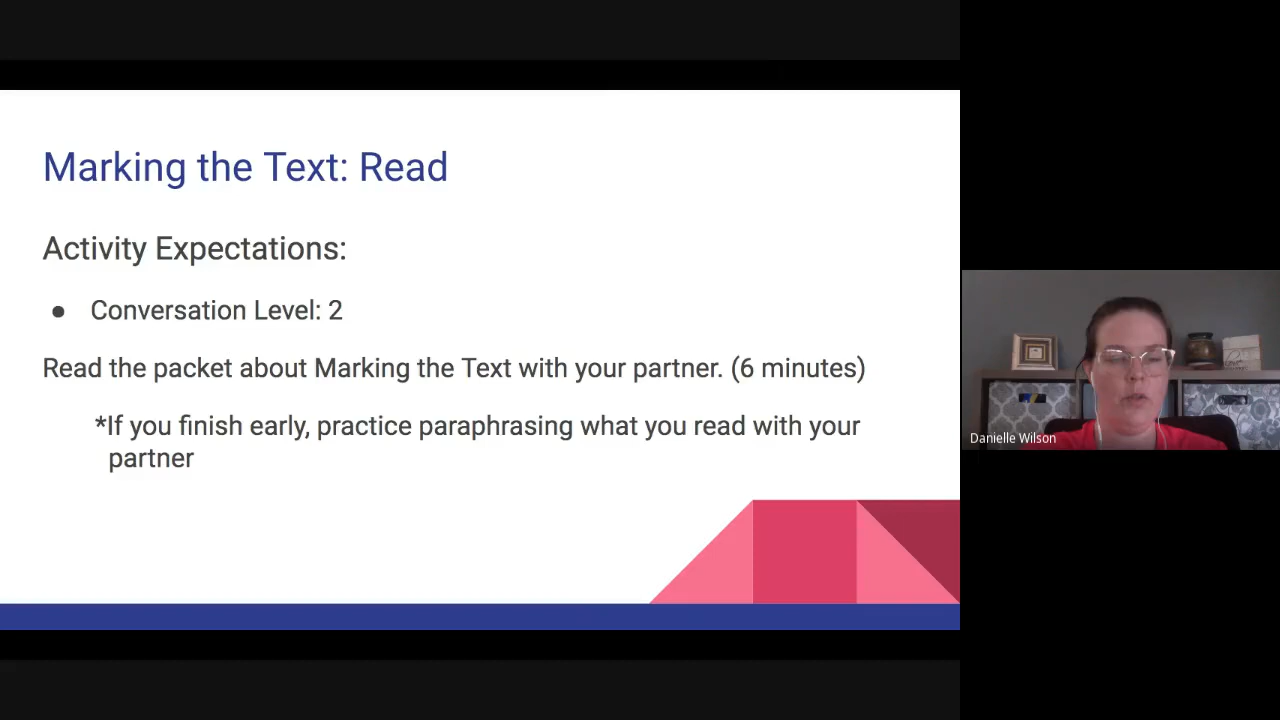 Marking the Text: Read
Activity Expectations:
● Conversation Level: 2
Read the packet about Marking the Text with your partner. (6 minutes)
*If you finish early, practice paraphrasing what you read with your
partner
Danielle Wilson